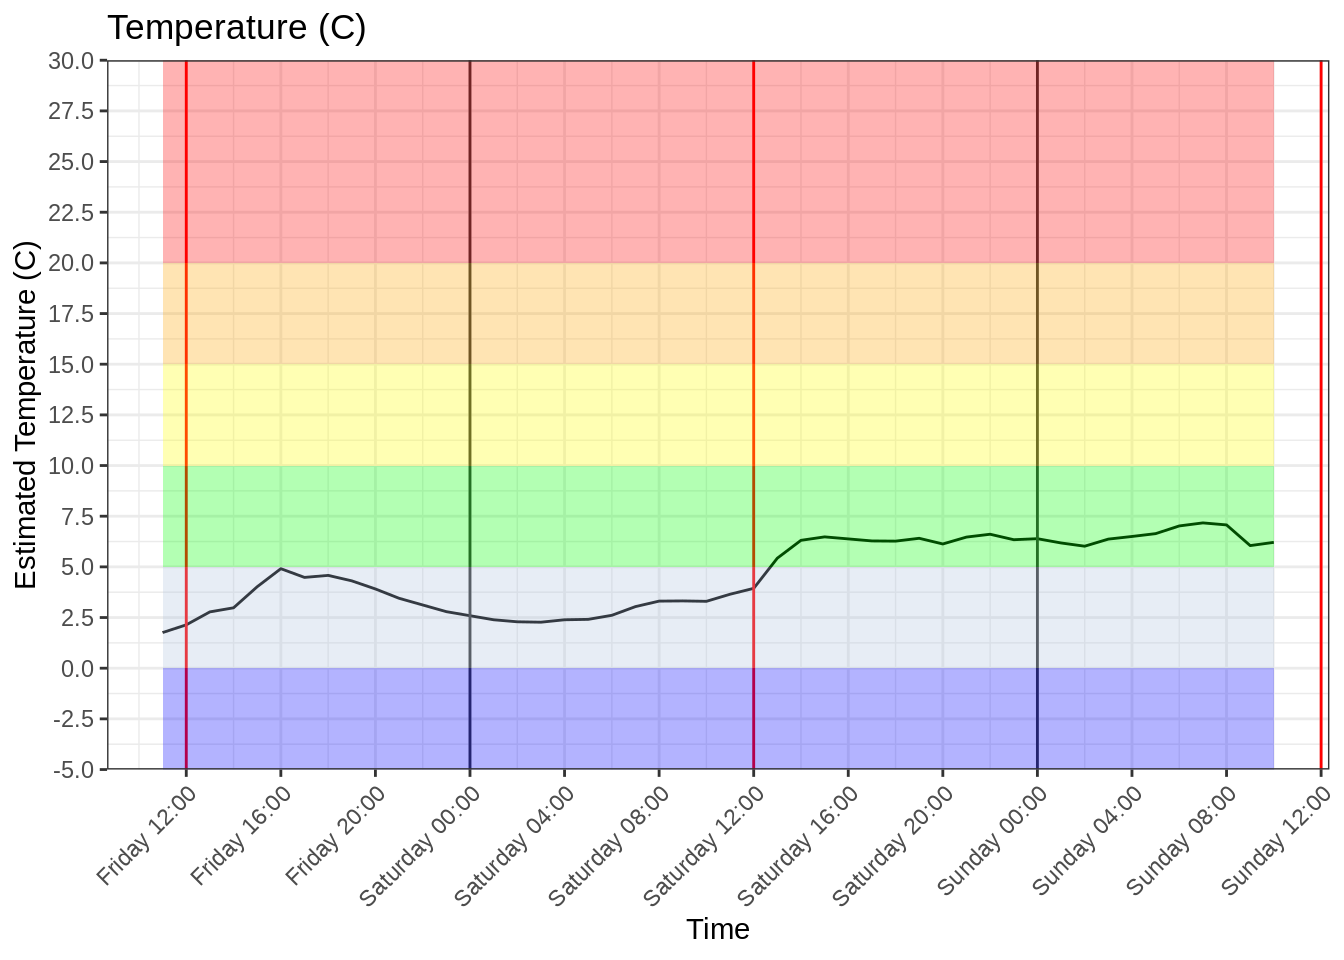 Temperature (C)
Estimated Temperature (C)
30.0
27.5
25.0
22.5
20.0
17.5
15.0
12.5
10.0
7.5
5.0
2.5
0.0
-2.5
-5.0
Friday 12:00
Friday 16:00
Friday 20:00
Saturday 00:00
Saturday 04:00
Saturday 08:00
Saturday 12:00
Saturday 16:00
Saturday 20:00
Sunday 00:00
Sunday 04:00
Sunday 08:00
Sunday 12:00
Time